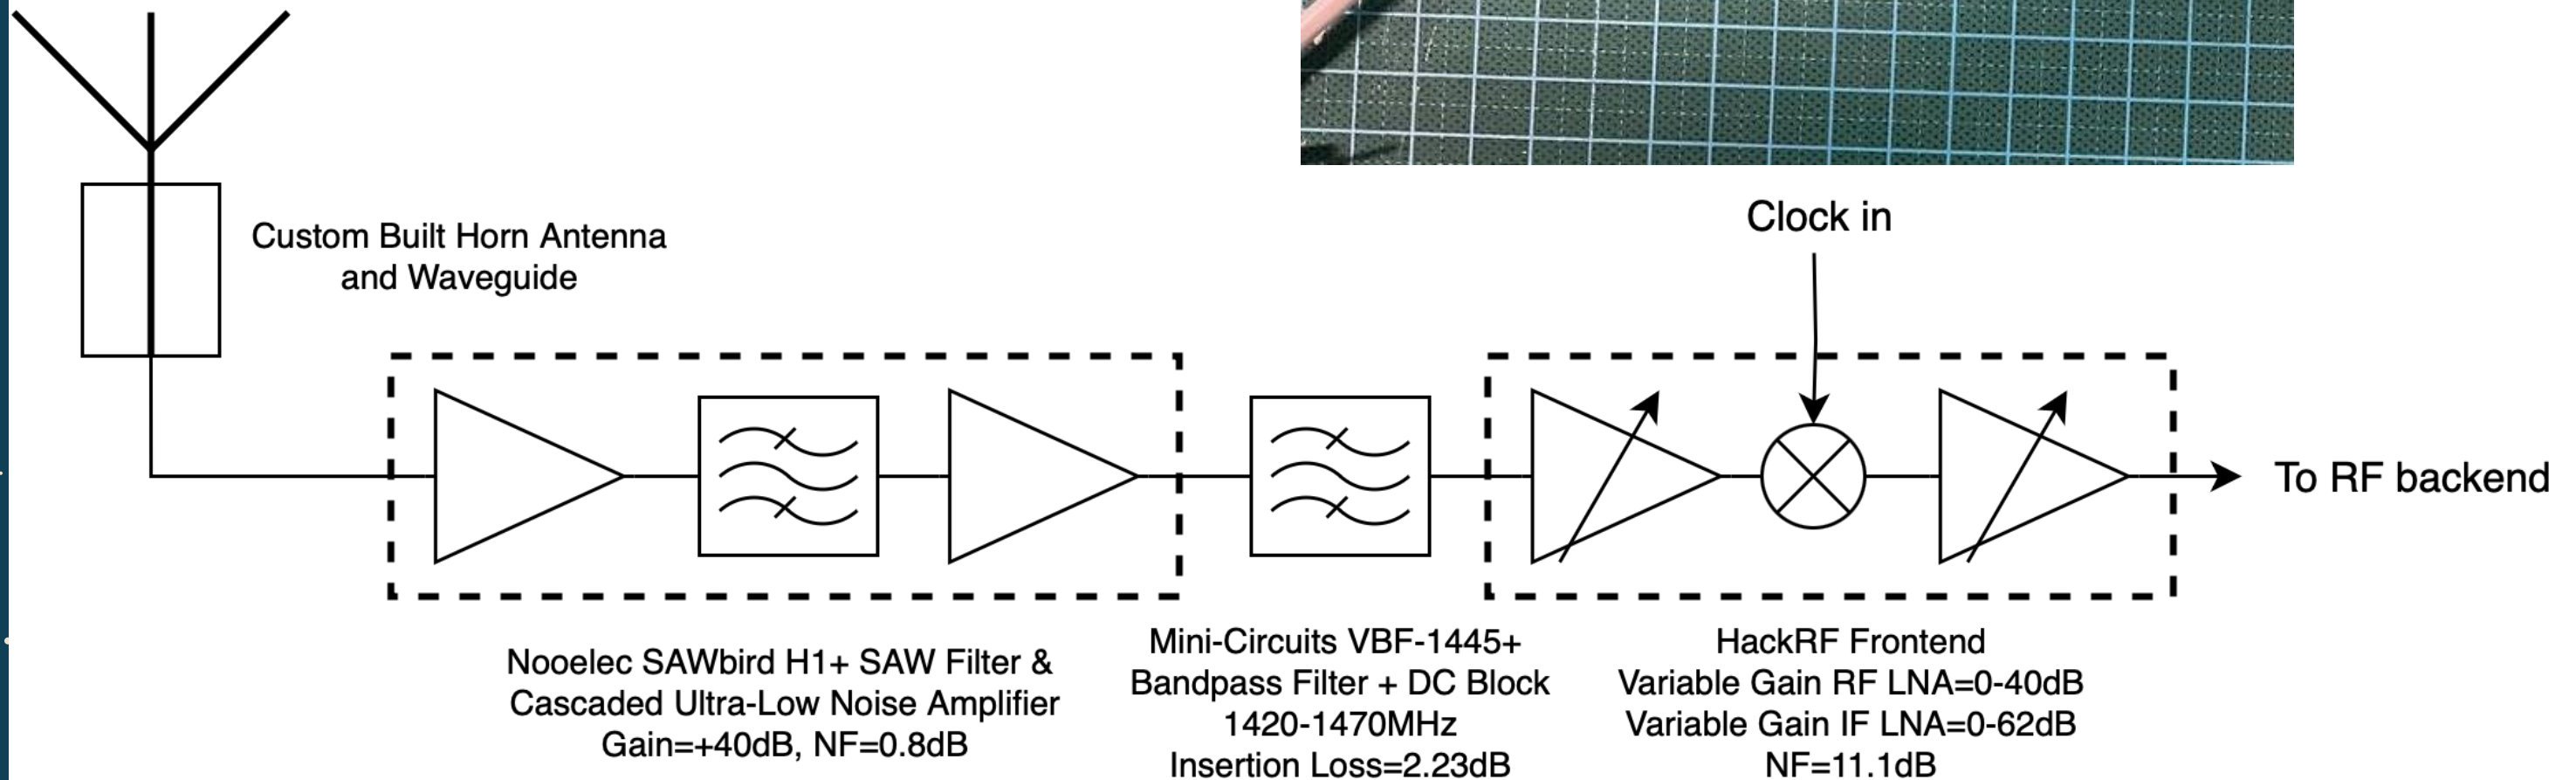 Custom Built Horn Antenna
and Waveguide
Clock in
To RF backend
Nooelec SAWbird H1+ SAW Filter &
Cascaded Ultra-Low Noise Amplifier
Gain=+40dB, NF=0.8dB
Mini-Circuits VBF-1445+
Bandpass Filter + DC Block
1420-1470MHz
Insertion Loss=2.23dB
HackRF Frontend
Variable Gain RF LNA=0-40dB
Variable Gain IF LNA=0-62dB
NF=11.1dB